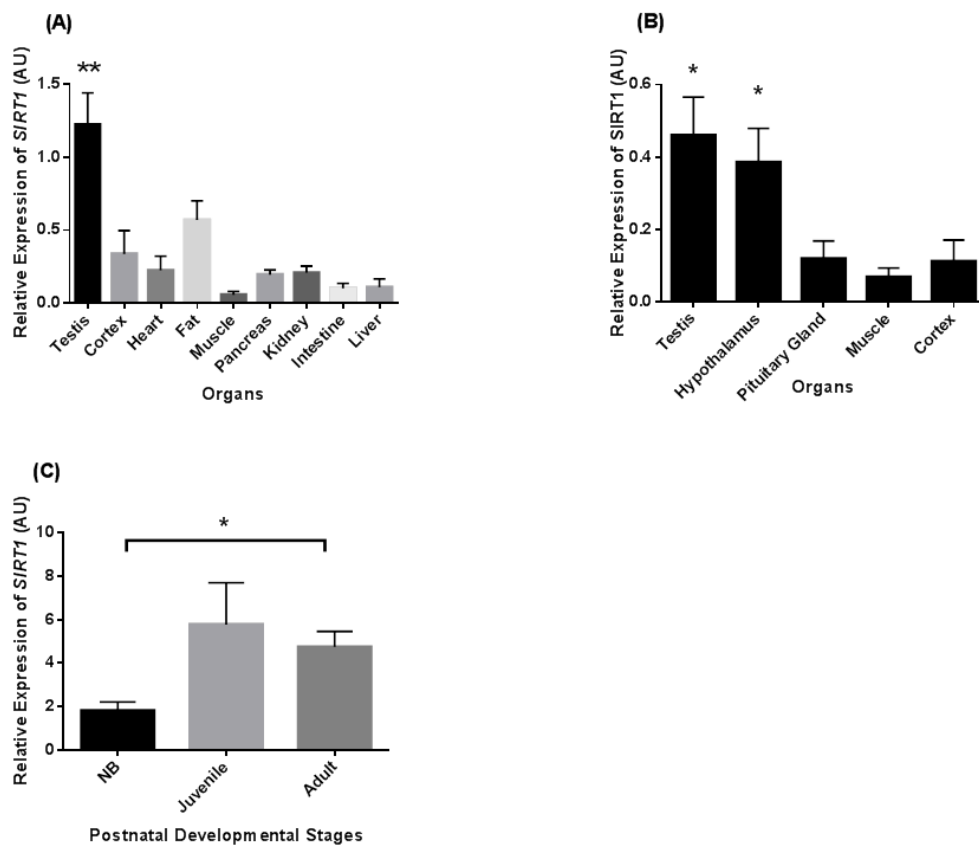 (A)
Relative Expression of SIRT1 (AU)
1.5
1.0
0.5
0.0
**
Testis
Cortex
Heart
Fat
Muscle
Pancreas
Kidney
Intestine
Liver
Organs
(B)
Relative Expression of SIRT1 (AU)
0.6
0.4
0.2
0.0
*
*
Testis
Hypothalamus
Pituitary Gland
Muscle
Cortex
Organs
(C)
Relative Expression of SIRT1 (AU)
10
8
6
4
2
0
*
NB
Juvenile
Adult
Postnatal Developmental Stages